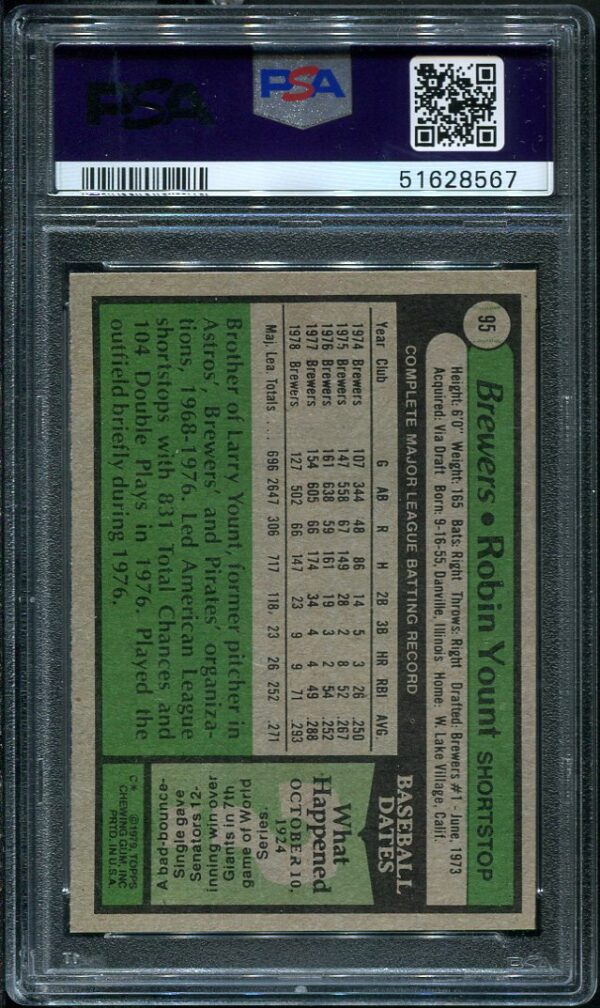 PSA
PSA
51628567
95
Brewers • Robin Yount SHORTSTOP
Height: 6'0" Weight: 165 Bats: Right Throws: Right Drafted: Brewers #1 - June, 1973
Acquired: Via Draft Born: 9-16-55, Danville, Illinois Home: W. Lake Village, Calif.
COMPLETE MAJOR LEAGUE BATTING RECORD
Year Club G AB R H 2B 3B HR RBI AVG.
1974 Brewers 107 344 48 86 14 5 3 26 .250
1975 Brewers 147 558 67 149 28 2 8 52 .267
1976 Brewers 161 638 59 161 19 3 2 54 .252
1977 Brewers 154 605 66 174 34 4 4 49 .288
1978 Brewers 127 502 66 147 23 9 9 71 .293
Maj. Lea. Totals . . . 696 2647 306 717 118 23 26 252 .271
Brother of Larry Yount, former pitcher in
Astros', Brewers' and Pirates' organiza-
tions, 1968-1976. Led American League
shortstops with 831 Total Chances and
104 Double Plays in 1976. Played the
outfield briefly during 1976.
BASEBALL
DATES
What
Happened
OCTOBER 10,
1924
A bad-bounce-
Single gave
Senators 12-
inning win over
Giants in 7th
game of World
Series.
C* ©1979, TOPPS
CHEWING GUM, INC
PRTD. IN U.S.A.